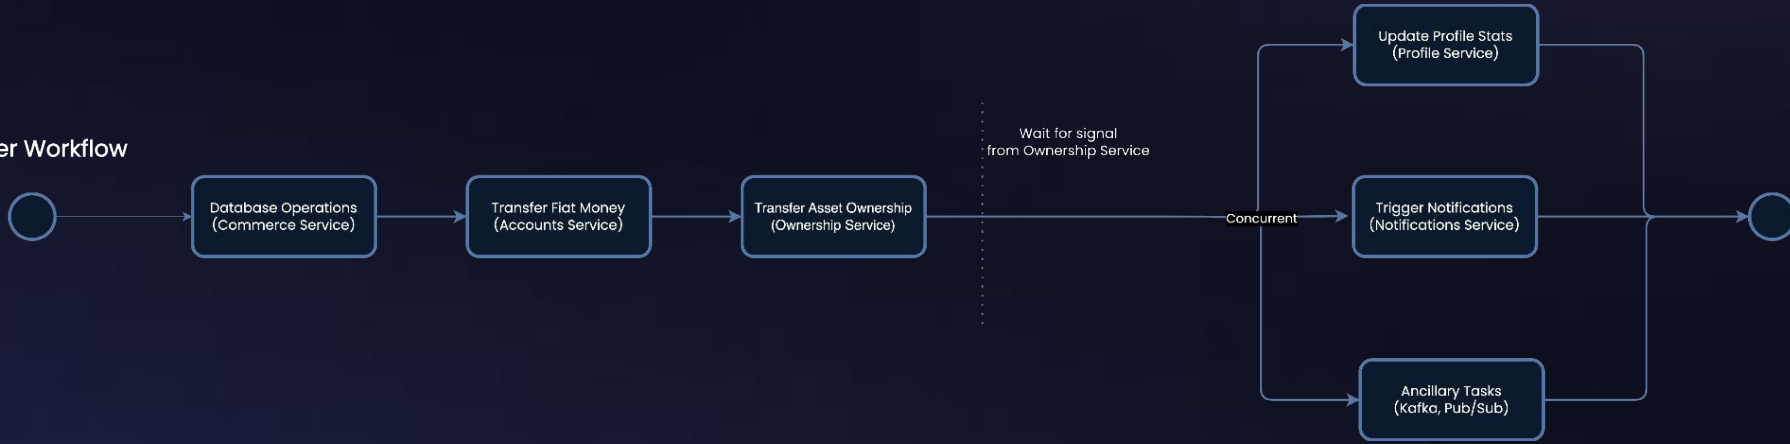 er Workflow
Database Operations
(Commerce Service)
Transfer Fiat Money
(Accounts Service)
Transfer Asset Ownership
(Ownership Service)
Wait for signal
from Ownership Service
Concurrent
Update Profile Stats
(Profile Service)
Trigger Notifications
(Notifications Service)
Ancillary Tasks
(Kafka, Pub/Sub)